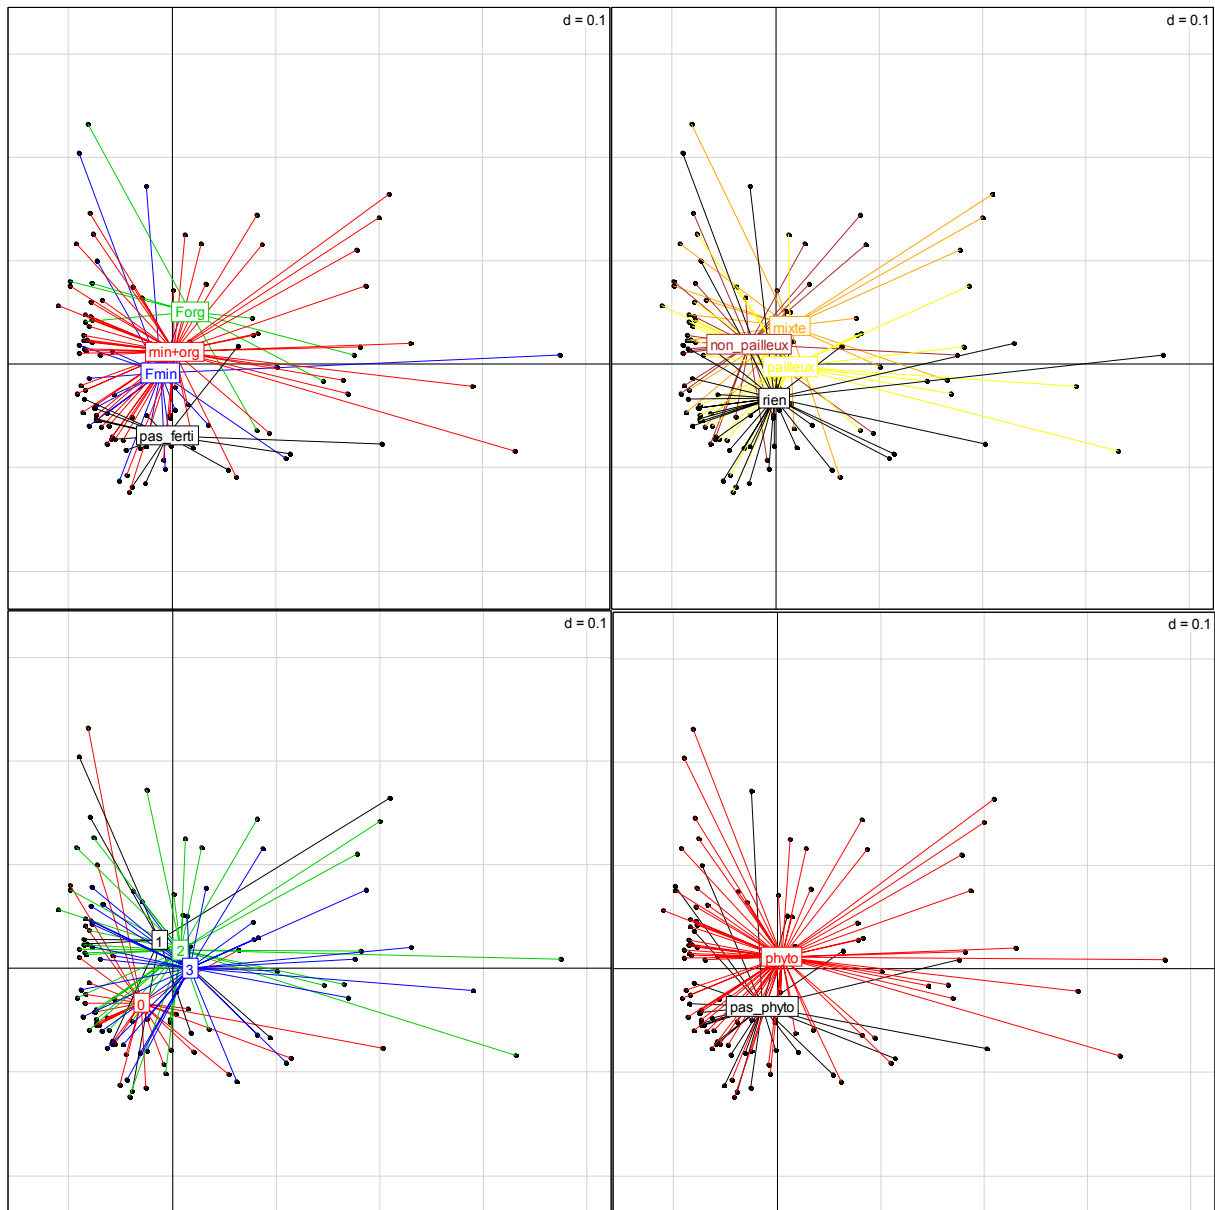 d = 0.1
Forg
min+org
Fmin
pas_ferti
d = 0.1
mixte
non_pailleux
pailleux
rien
d = 0.1
1
2
3
0
d = 0.1
phyto
pas_phyto